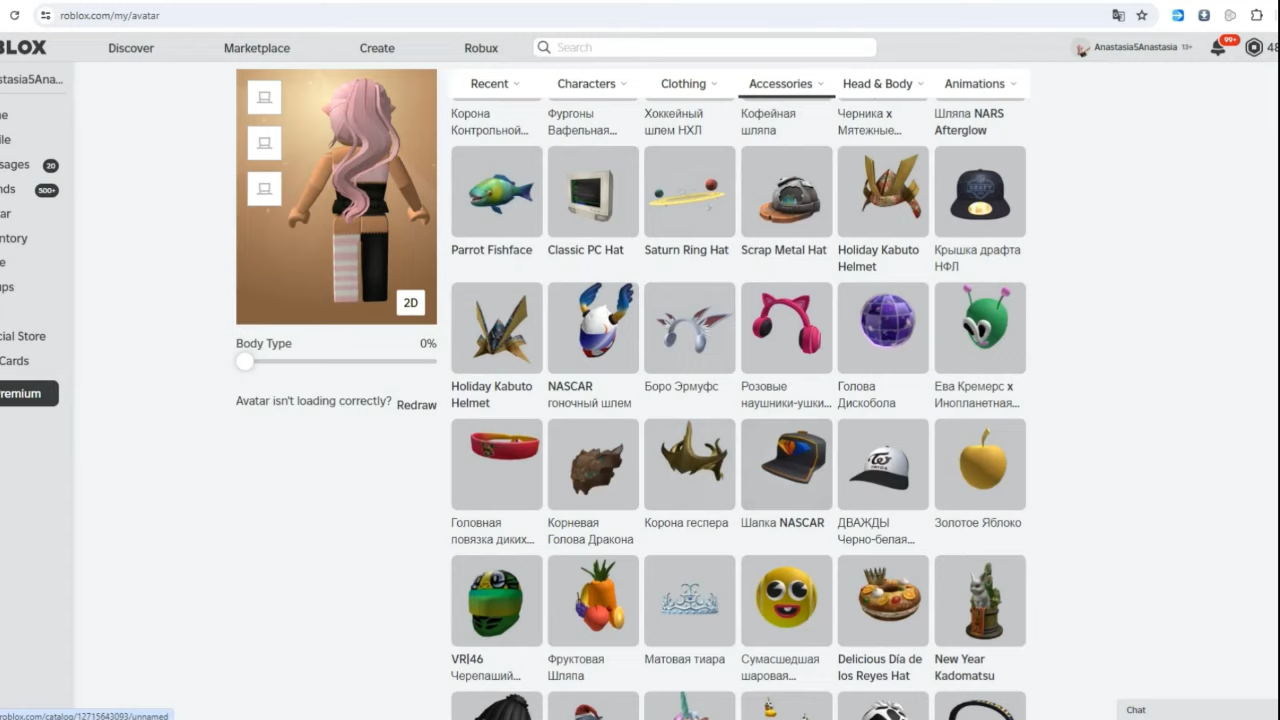 roblox.com/my/avatar
BLOX
Discover
Marketplace
Create
Robux
Search
Anastasia5Anastasia 13+
99+
48
stasia5Ana...
ne
ile
sages 20
nds 500+
ar
ntory
e
ups
cial Store
Cards
remium
2D
Body Type 0%
Avatar isn't loading correctly? Redraw
Recent
Characters
Clothing
Accessories
Head & Body
Animations
Корона
Контрольной...
Фургоны
Вафельная...
Хоккейный
шлем НХЛ
Кофейная
шляпа
Черника x
Мятежные...
Шляпа NARS
Afterglow
Parrot Fishface
Classic PC Hat
Saturn Ring Hat
Scrap Metal Hat
Holiday Kabuto
Helmet
Крышка драфта
НФЛ
Holiday Kabuto
Helmet
NASCAR
гоночный шлем
Боро Эрмуфс
Розовые
наушники-ушки...
Голова
Дискобола
Ева Кремерс x
Инопланетная...
Головная
повязка диких...
Корневая
Голова Дракона
Корона геспера
Шапка NASCAR
ДВАЖДЫ
Черно-белая...
Золотое Яблоко
VR|46
Черепаший...
Фруктовая
Шляпа
Матовая тиара
Сумасшедшая
шаровая...
Delicious Día de
los Reyes Hat
New Year
Kadomatsu
roblox.com/catalog/12715643093/unnamed
Chat